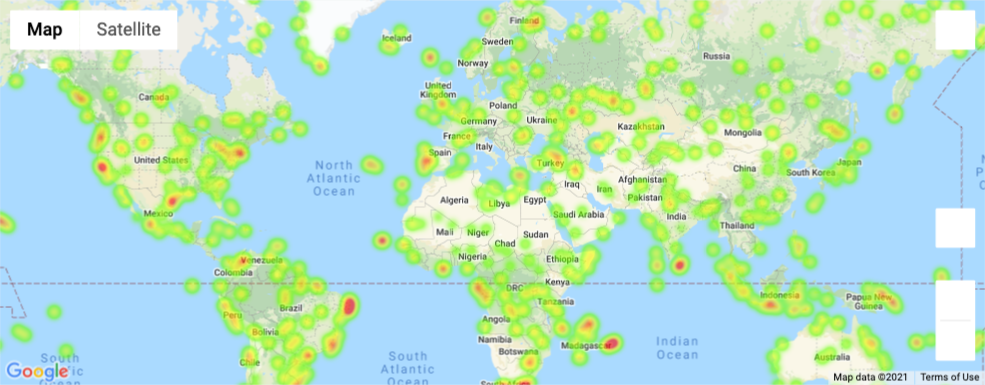 Map Satellite
Iceland
Finland
Sweden
Norway
Russia
Canada
United
Kingdom
Poland
Germany
Ukraine
France
Italy
Spain
Kazakhstan
Mongolia
North
Atlantic
Ocean
United States
Turkey
Japan
China
South Korea
Afghanistan
Iraq
Iran
Pakistan
Algeria
Libya
Egypt
Saudi Arabia
India
Mexico
Mali
Niger
Chad
Sudan
Thailand
Nigeria
Ethiopia
Venezuela
Colombia
DRC
Kenya
Tanzania
Indonesia
Papua New
Guinea
Brazil
Peru
Bolivia
Angola
Namibia
Botswana
Madagascar
Indian
Ocean
Chile
South
Atlantic
Ocean
Australia
South
Google
Map data ©2021 Terms of Use